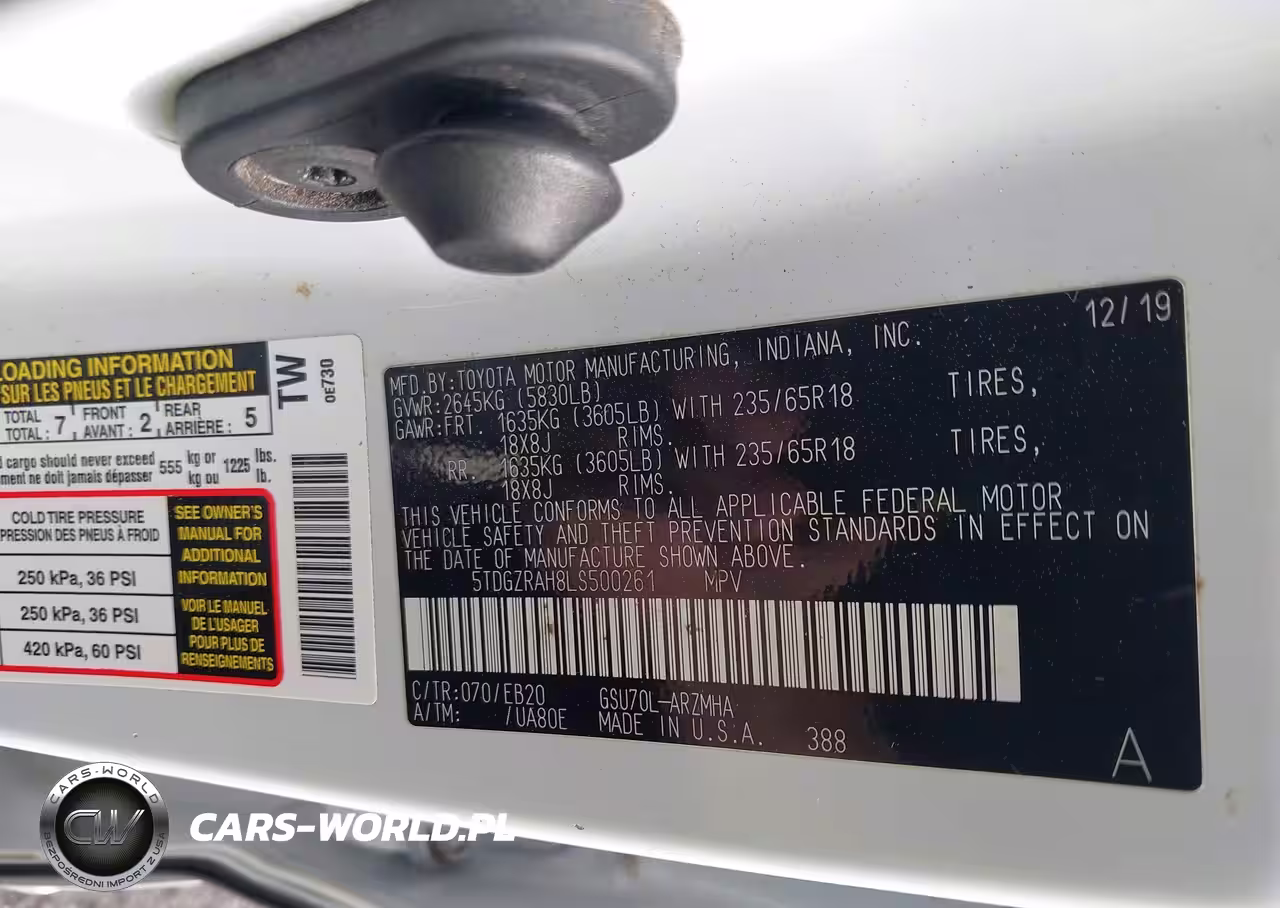 LOADING INFORMATION
SUR LES PNEUS ET LE CHARGEMENT
TOTAL FRONT REAR
TOTAL : 7 AVANT : 2 ARRIÈRE : 5
cargo should never exceed 555 kg or 1225 lbs.
ne doit jamais dépasser kg ou lb.
COLD TIRE PRESSURE
PRESSION DES PNEUS À FROID
250 kPa, 36 PSI
250 kPa, 36 PSI
420 kPa, 60 PSI
SEE OWNER'S
MANUAL FOR
ADDITIONAL
INFORMATION
VOIR LE MANUEL
DE L'USAGER
POUR PLUS DE
RENSEIGNEMENTS
TW
0E730
12/19
MFD.BY:TOYOTA MOTOR MANUFACTURING, INDIANA, INC.
GVWR:2645KG (5830LB)
GAWR:FRT. 1635KG (3605LB) WITH 235/65R18 TIRES,
18X8J RIMS.
RR. 1635KG (3605LB) WITH 235/65R18 TIRES,
18X8J RIMS.
THIS VEHICLE CONFORMS TO ALL APPLICABLE FEDERAL MOTOR
VEHICLE SAFETY AND THEFT PREVENTION STANDARDS IN EFFECT ON
THE DATE OF MANUFACTURE SHOWN ABOVE.
5TDGZRAH8LS500261 MPV
C/TR:070/EB20 GSU70L-ARZMHA
A/TM: /UA80E MADE IN U.S.A. 388
A
CARS-WORLD
CW
BEZPOŚREDNI IMPORT Z USA
CARS-WORLD.PL